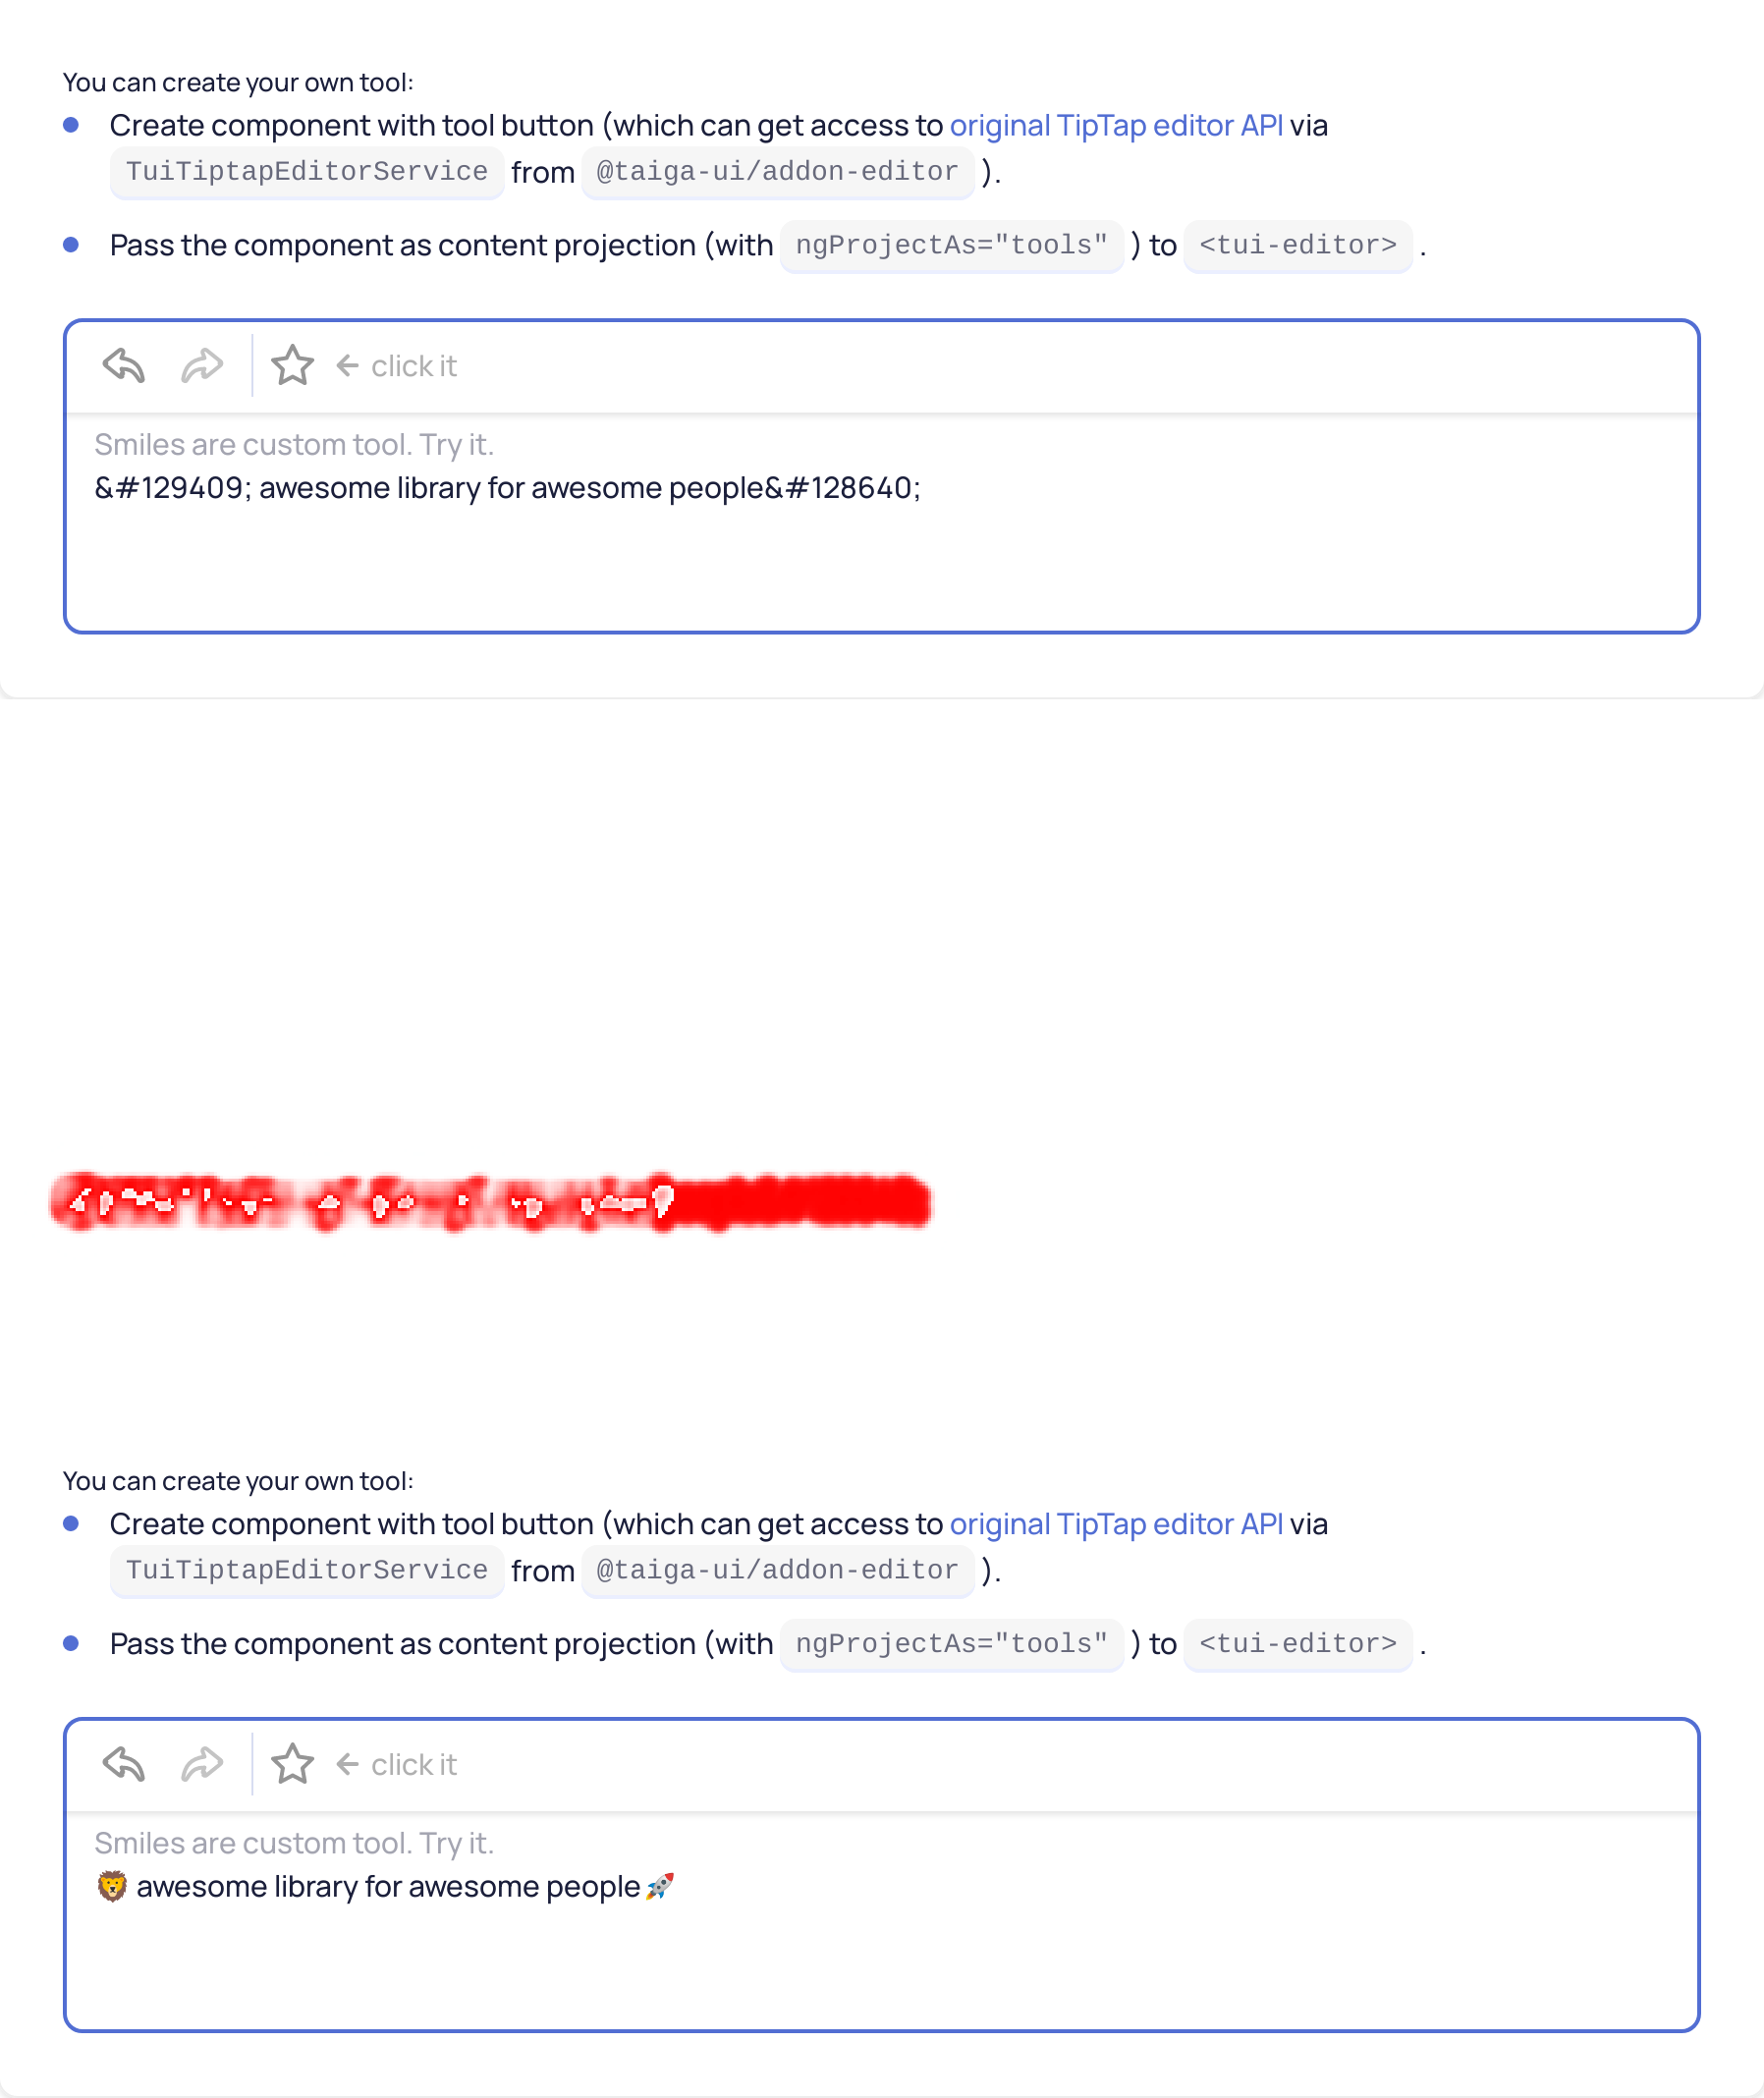 You can create your own tool:
Create component with tool button (which can get access to original TipTap editor API via
TuiTiptapEditorService from @taiga-ui/addon-editor ).
Pass the component as content projection (with ngProjectAs="tools" ) to <tui-editor> .
← click it
Smiles are custom tool. Try it.
&#129409; awesome library for awesome people&#128640;
You can create your own tool:
Create component with tool button (which can get access to original TipTap editor API via
TuiTiptapEditorService from @taiga-ui/addon-editor ).
Pass the component as content projection (with ngProjectAs="tools" ) to <tui-editor> .
← click it
Smiles are custom tool. Try it.
🦁 awesome library for awesome people🚀